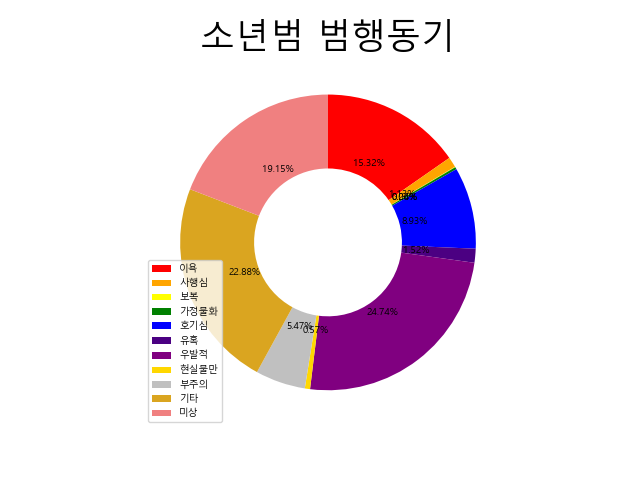 소년범 범행동기
15.32%
19.15%
22.88%
24.74%
5.47%
0.57%
이욕
사행심
보복
가정불화
호기심
유혹
우발적
현실불만
부주의
기타
미상